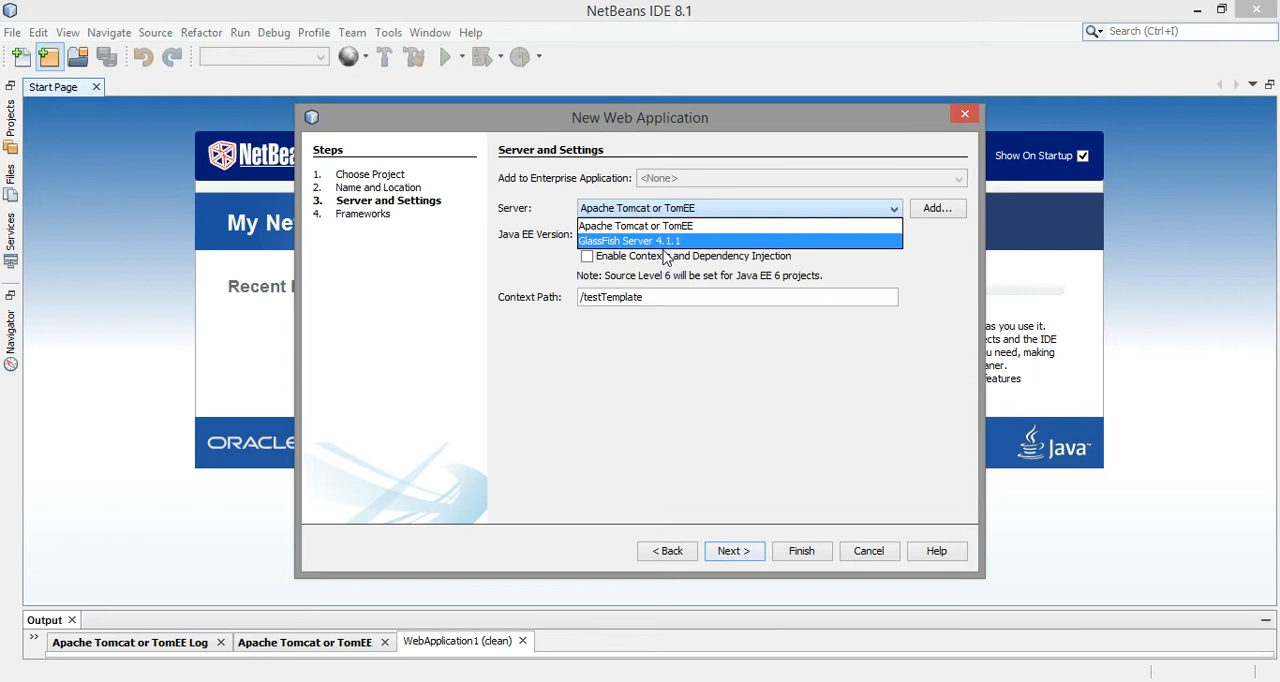 NetBeans IDE 8.1
File Edit View Navigate Source Refactor Run Debug Profile Team Tools Window Help
Search (Ctrl+I)
Start Page
Projects
Files
Services
Navigator
NetBea
Show On Startup
My Ne
Recent
as you use it.
cts and the IDE
u need, making
aner.
eatures
ORACLE
Java
New Web Application
Steps
1. Choose Project
2. Name and Location
3. Server and Settings
4. Frameworks
Server and Settings
Add to Enterprise Application: <None>
Server: Apache Tomcat or TomEE Add...
Apache Tomcat or TomEE
GlassFish Server 4.1.1
Java EE Version:
Enable Contexts and Dependency Injection
Note: Source Level 6 will be set for Java EE 6 projects.
Context Path: /testTemplate
< Back Next > Finish Cancel Help
Output
Apache Tomcat or TomEE Log Apache Tomcat or TomEE WebApplication1 (clean)